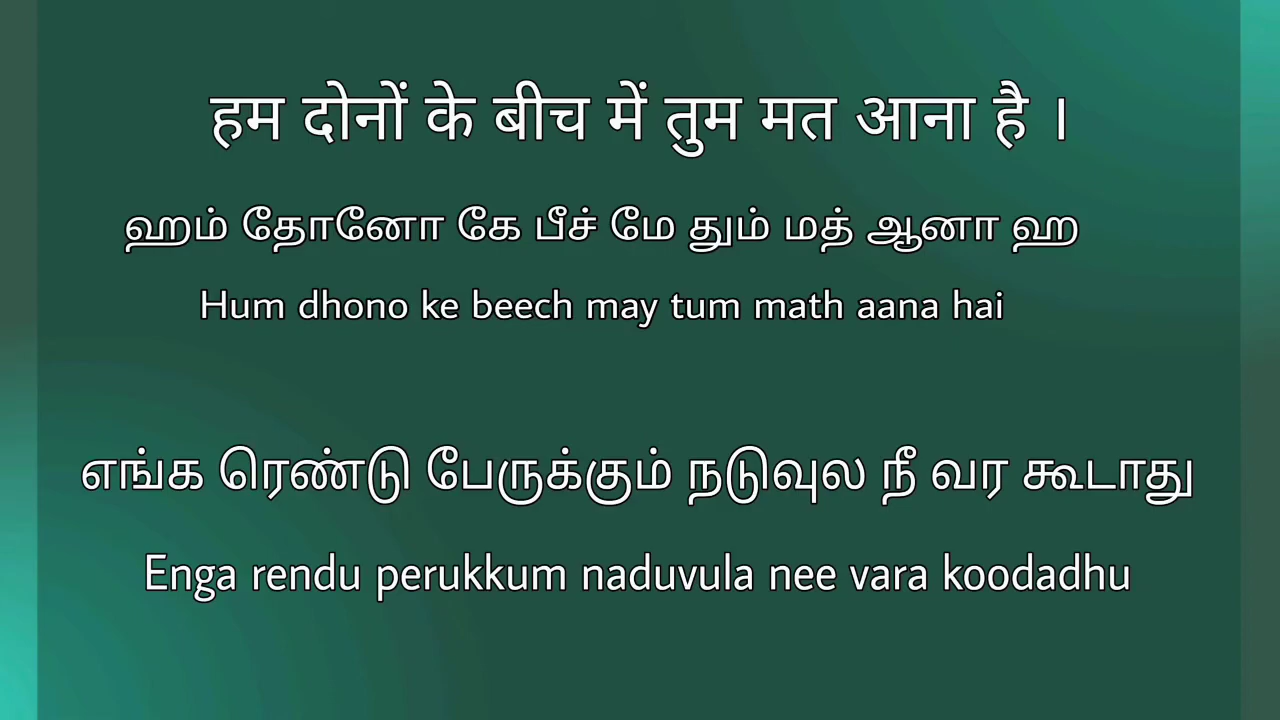 हम दोनों के बीच में तुम मत आना है ।
ஹம் தோனோ கே பீச் மே தும் மத் ஆனா ஹ
Hum dhono ke beech may tum math aana hai
எங்க ரெண்டு பேருக்கும் நடுவுல நீ வர கூடாது
Enga rendu perukkum naduvula nee vara koodadhu